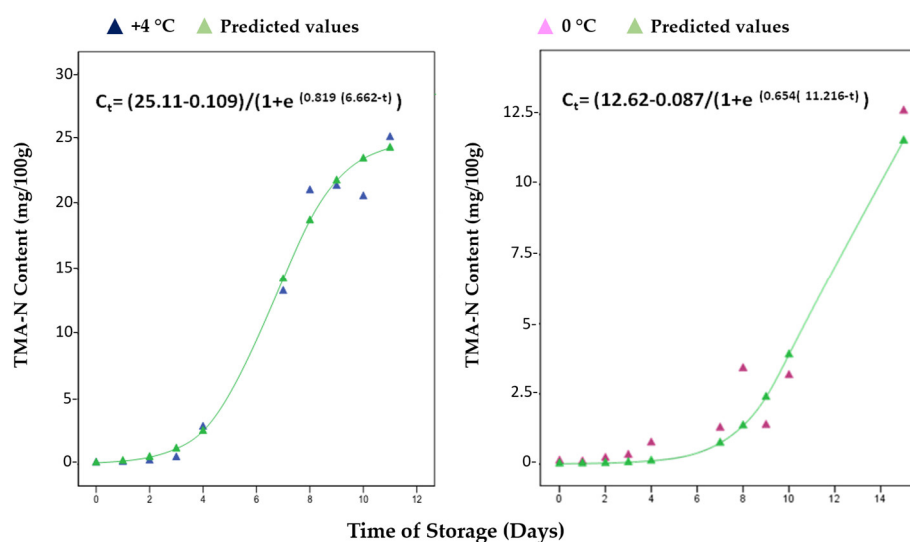 +4 °C Predicted values
0 °C Predicted values
Ct= (25.11-0.109)/(1+e (0.819 (6.662-t) )
Ct= (12.62-0.087/(1+e (0.654( 11.216-t) )
TMA-N Content (mg/100g)
30
25
20
15
10
5
0
0 2 4 6 8 10 12
TMA-N Content (mg/100g)
12.5-
10-
7.5-
5-
2.5-
0-
0 2 4 6 8 10 12 14
Time of Storage (Days)